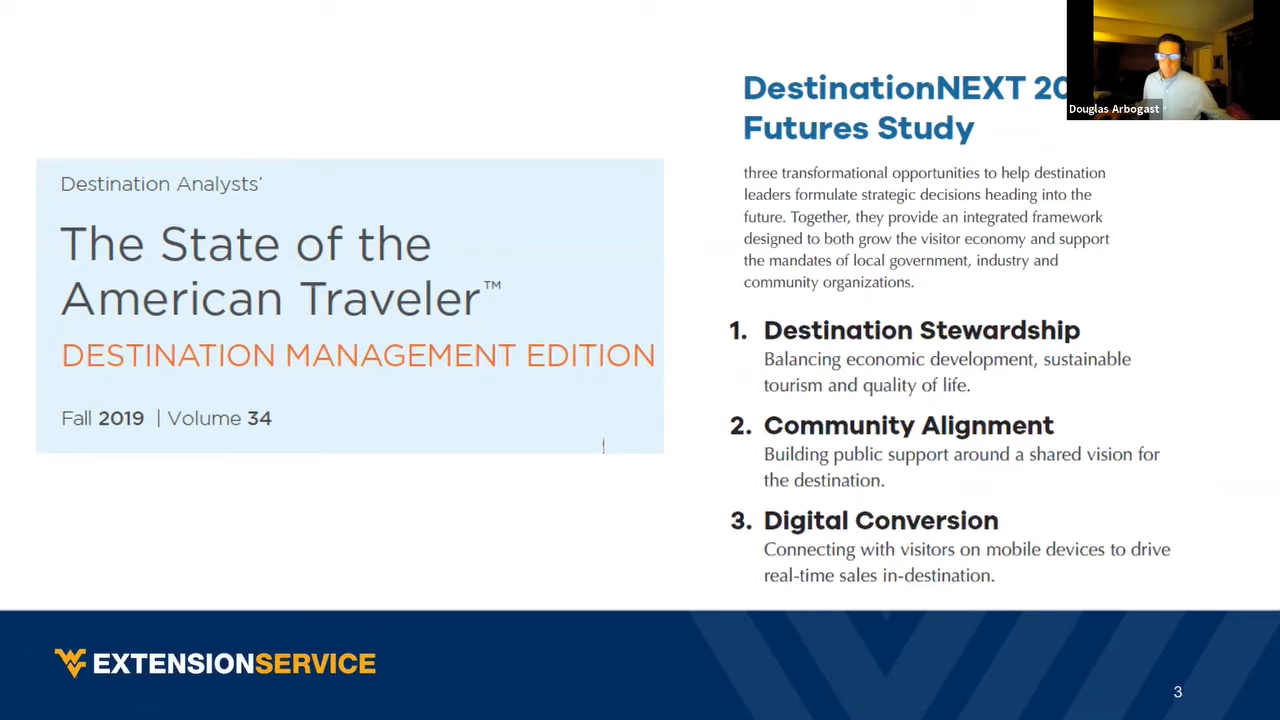 Destination Analysts’
The State of the
American Traveler™
DESTINATION MANAGEMENT EDITION
Fall 2019 | Volume 34
DestinationNEXT 20
Futures Study
three transformational opportunities to help destination
leaders formulate strategic decisions heading into the
future. Together, they provide an integrated framework
designed to both grow the visitor economy and support
the mandates of local government, industry and
community organizations.
1. Destination Stewardship
Balancing economic development, sustainable
tourism and quality of life.
2. Community Alignment
Building public support around a shared vision for
the destination.
3. Digital Conversion
Connecting with visitors on mobile devices to drive
real-time sales in-destination.
Douglas Arbogast
WV EXTENSIONSERVICE
3